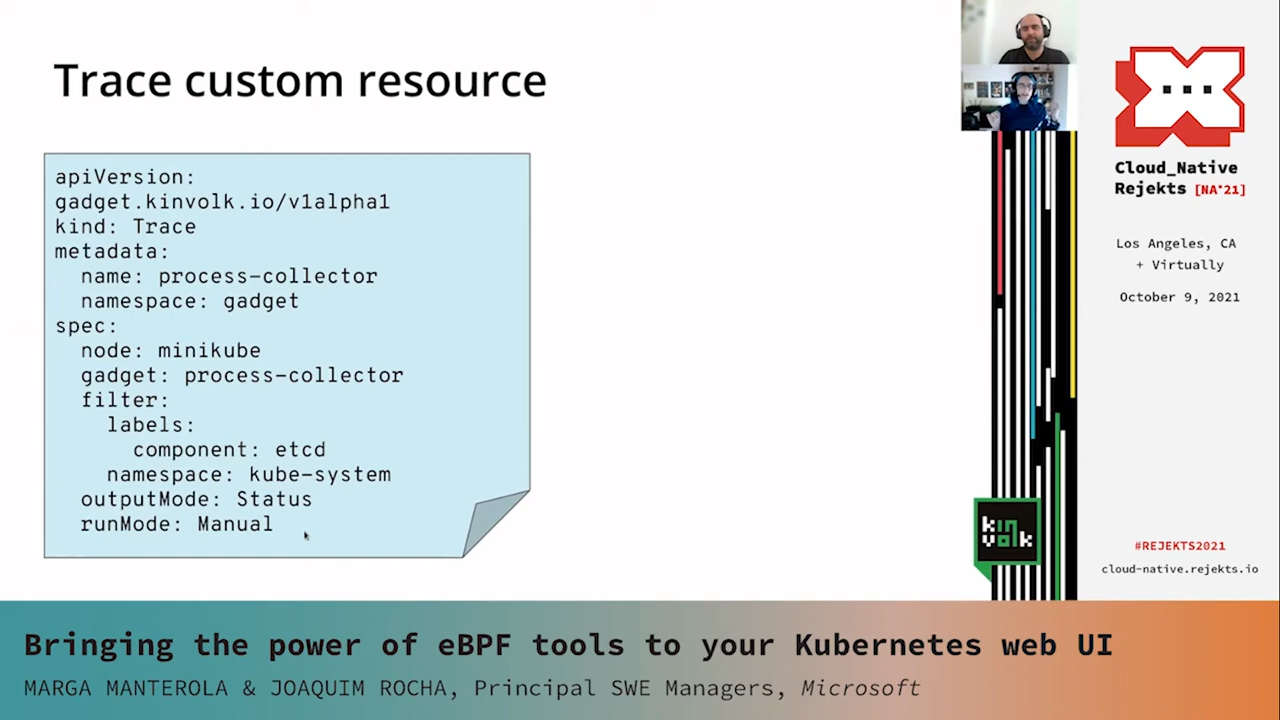 Trace custom resource
apiVersion:
gadget.kinvolk.io/v1alpha1
kind: Trace
metadata:
  name: process-collector
  namespace: gadget
spec:
  node: minikube
  gadget: process-collector
  filter:
    labels:
      component: etcd
    namespace: kube-system
  outputMode: Status
  runMode: Manual
Cloud_Native
Rejekts [NA'21]
Los Angeles, CA
+ Virtually
October 9, 2021
kin
volk
#REJEKTS2021
cloud-native.rejekts.io
Bringing the power of eBPF tools to your Kubernetes web UI
MARGA MANTEROLA & JOAQUIM ROCHA, Principal SWE Managers, Microsoft